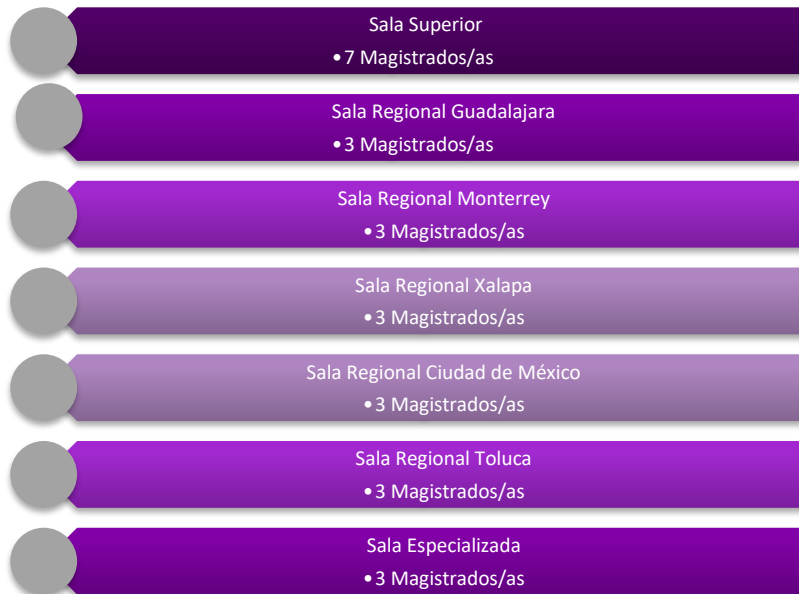 Sala Superior
•7 Magistrados/as
Sala Regional Guadalajara
•3 Magistrados/as
Sala Regional Monterrey
•3 Magistrados/as
Sala Regional Xalapa
•3 Magistrados/as
Sala Regional Ciudad de México
•3 Magistrados/as
Sala Regional Toluca
•3 Magistrados/as
Sala Especializada
•3 Magistrados/as